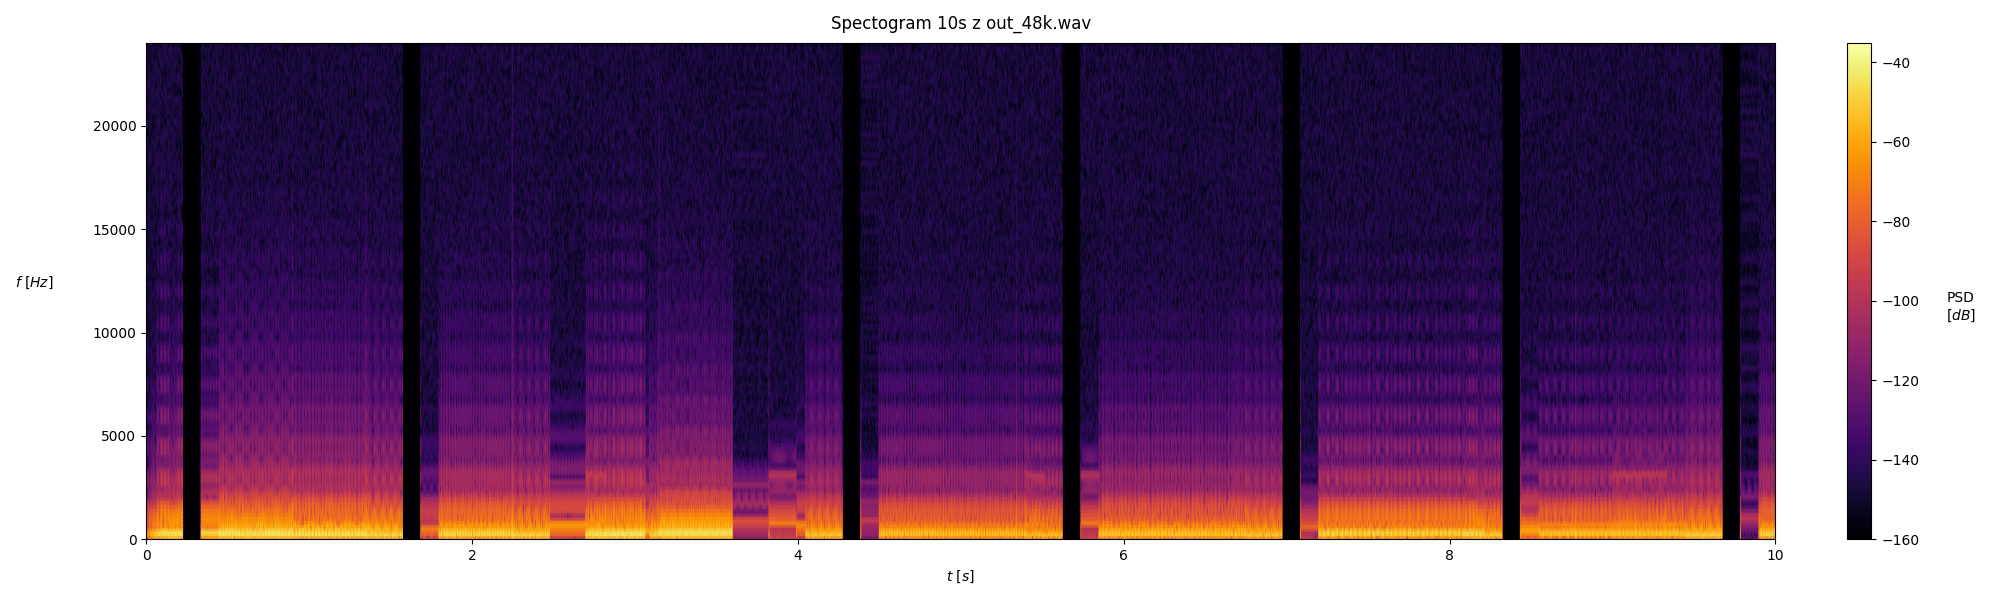 Spectogram 10s z out_48k.wav
20000
15000
10000
5000
0
f [Hz]
0 2 4 6 8 10
t [s]
−40
−60
−80
−100
−120
−140
−160
PSD
[dB]